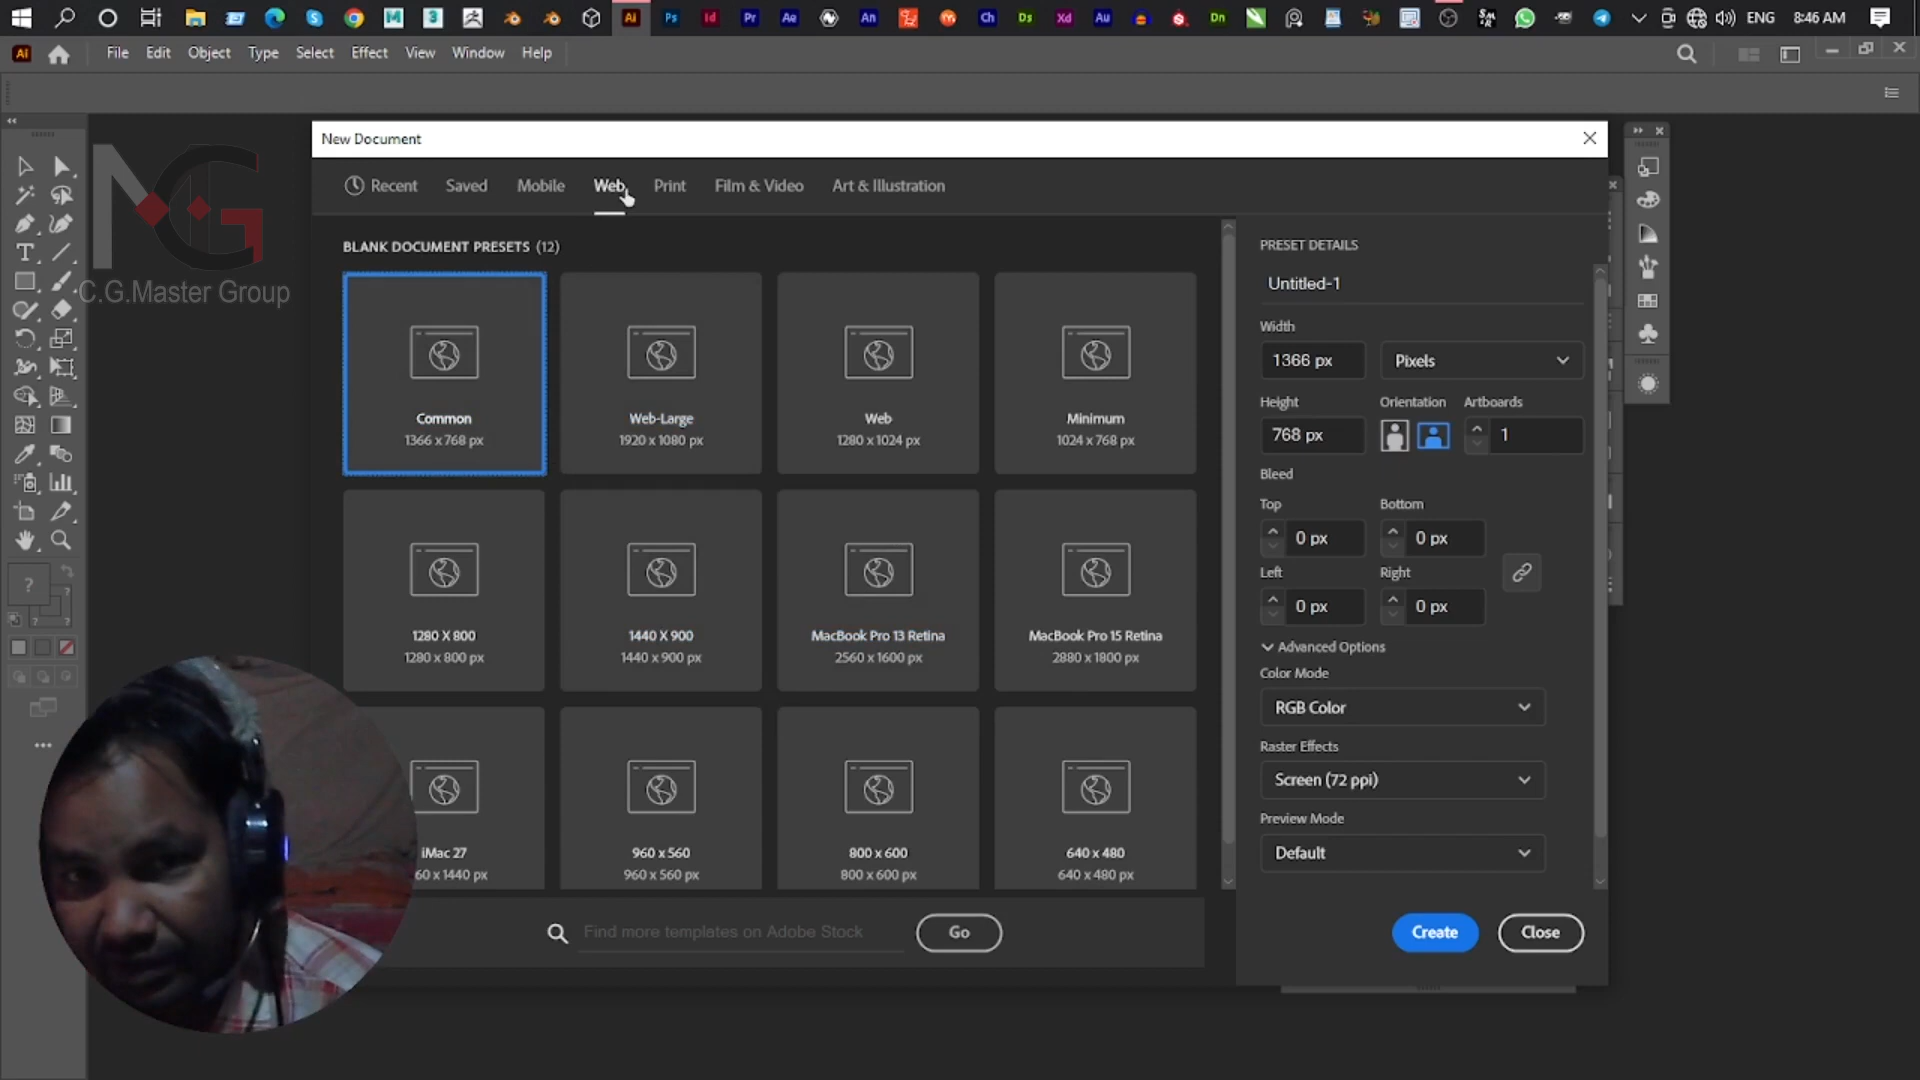 ENG 8:46 AM
Ai File Edit Object Type Select Effect View Window Help
New Document
Recent Saved Mobile Web Print Film & Video Art & Illustration
BLANK DOCUMENT PRESETS (12)
Common
1366 x 768 px
Web-Large
1920 x 1080 px
Web
1280 x 1024 px
Minimum
1024 x 768 px
1280 X 800
1280 x 800 px
1440 X 900
1440 x 900 px
MacBook Pro 13 Retina
2560 x 1600 px
MacBook Pro 15 Retina
2880 x 1800 px
iMac 27
60 x 1440 px
960 x 560
960 x 560 px
800 x 600
800 x 600 px
640 x 480
640 x 480 px
Find more templates on Adobe Stock
Go
PRESET DETAILS
Untitled-1
Width
1366 px Pixels
Height Orientation Artboards
768 px 1
Bleed
Top Bottom
0 px 0 px
Left Right
0 px 0 px
Advanced Options
Color Mode
RGB Color
Raster Effects
Screen (72 ppi)
Preview Mode
Default
Create Close
C.G.Master Group